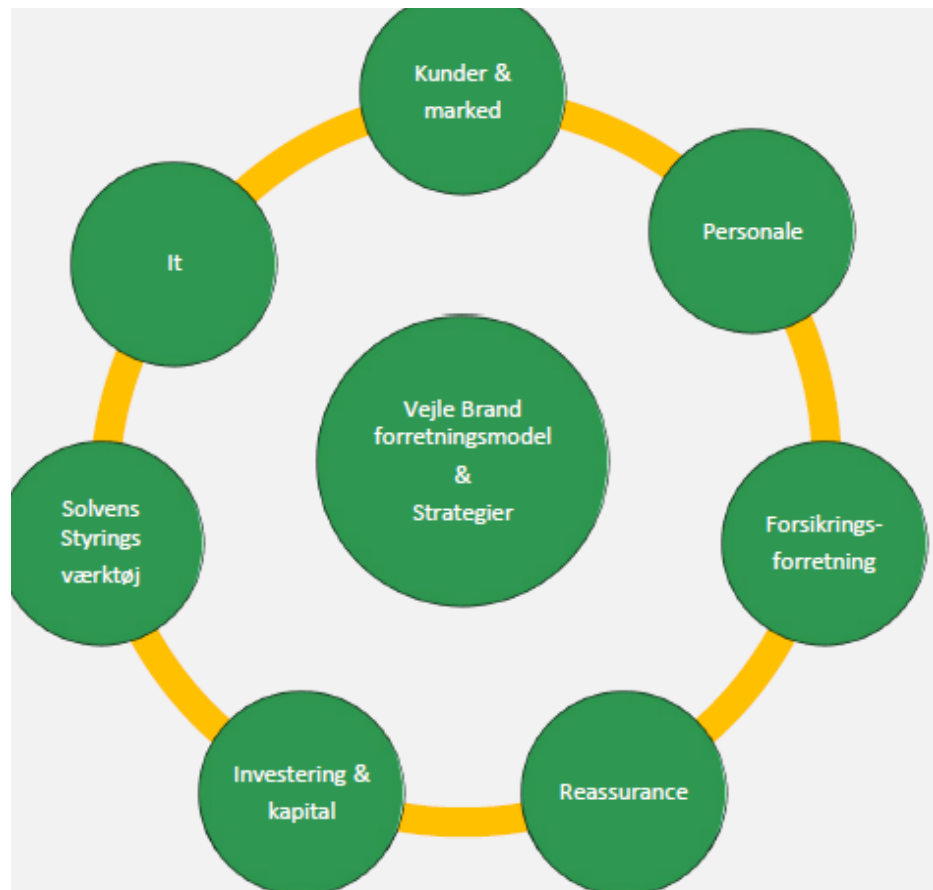 Kunder &
marked
Personale
It
Vejle Brand
forretningsmodel
&
Strategier
Solvens
Styrings
værktøj
Forsikrings-
forretning
Investering &
kapital
Reassurance